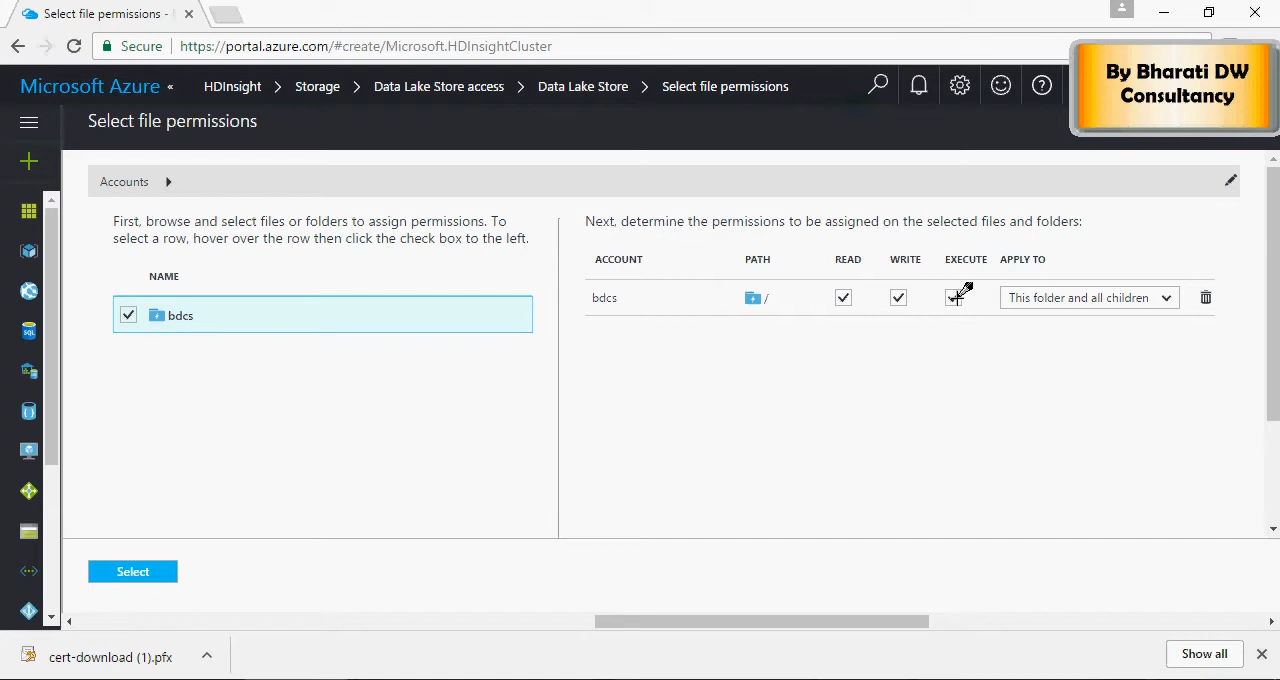 Select file permissions -
Secure
https://portal.azure.com/#create/Microsoft.HDInsightCluster
By Bharati DW
Consultancy
Microsoft Azure «
HDInsight > Storage > Data Lake Store access > Data Lake Store > Select file permissions
Select file permissions
Accounts
First, browse and select files or folders to assign permissions. To
select a row, hover over the row then click the check box to the left.
NAME
bdcs
Next, determine the permissions to be assigned on the selected files and folders:
ACCOUNT PATH READ WRITE EXECUTE APPLY TO
bdcs / This folder and all children
SQL
Select
cert-download (1).pfx
Show all